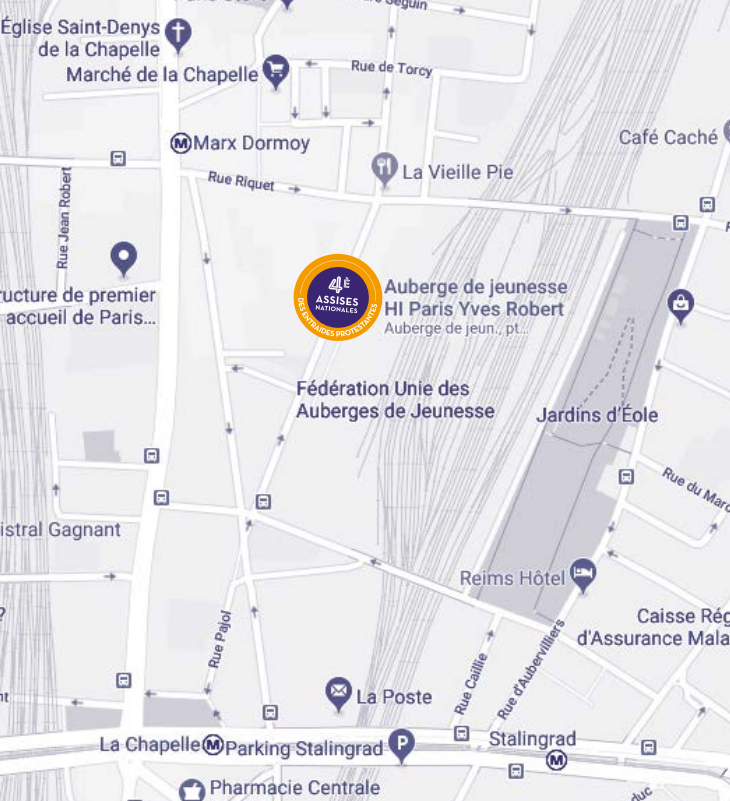 Seguin
Église Saint-Denys
de la Chapelle
Marché de la Chapelle
Rue de Torcy
M Marx Dormoy
Café Caché
La Vieille Pie
Rue Riquet
Rue Jean Robert
ructure de premier
accueil de Paris...
4È
ASSISES
NATIONALES
DES ENTRAIDES PROTESTANTES
Auberge de jeunesse
HI Paris Yves Robert
Auberge de jeun., pt...
Fédération Unie des
Auberges de Jeunesse
Jardins d'Éole
Rue du Marc
istral Gagnant
Reims Hôtel
?
Caisse Rég
d'Assurance Mala
Rue Pajol
Rue Caillie
Rue d'Aubervilliers
nt
La Poste
La Chapelle M
Parking Stalingrad P
Stalingrad
M
Pharmacie Centrale
duc